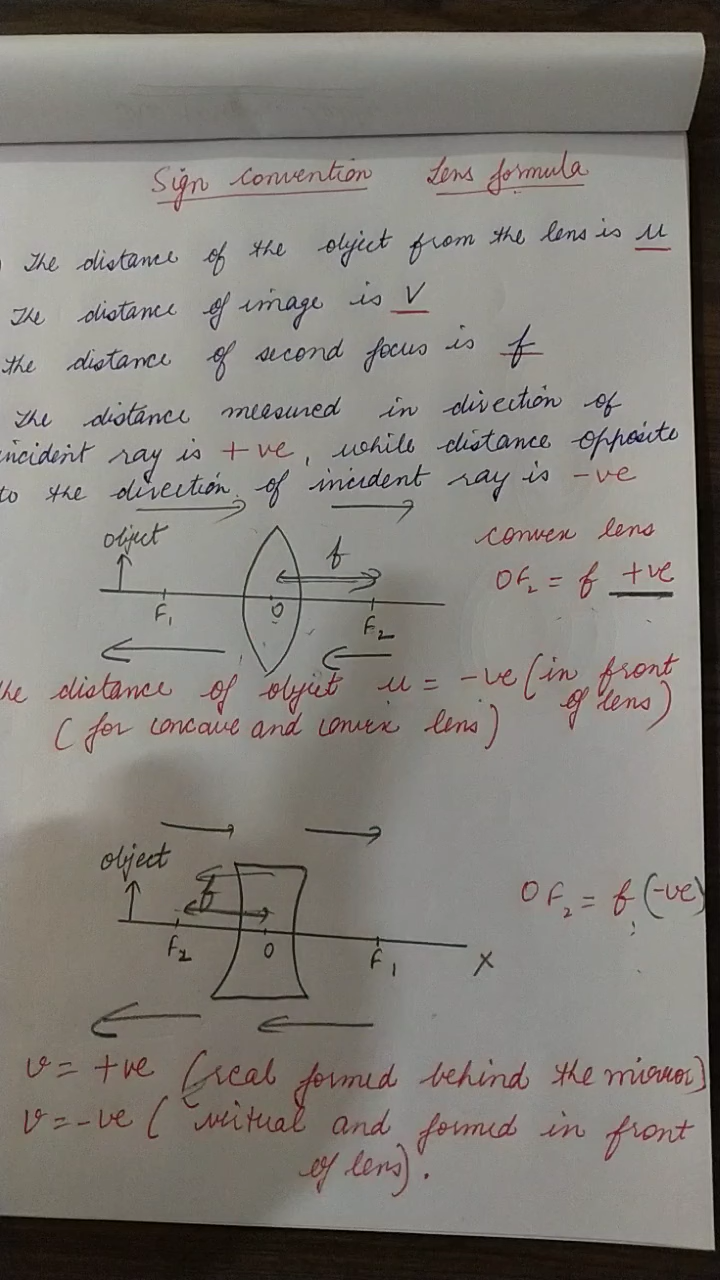 Sign convention Lens formula
The distance of the object from the lens is u
The distance of image is V
the distance of second focus is f
The distance measured in direction of
incident ray is +ve, while distance opposite
to the direction of incident ray is -ve
object
f
convex lens
OF₂ = f +ve
F₁ O F₂
he distance of object u = -ve (in front
of lens)
(for concave and convex lens)
object
f
OF₂ = f (-ve)
F₂ O F₁ X
v = +ve (real formed behind the mirror)
v = -ve (virtual and formed in front
of lens).